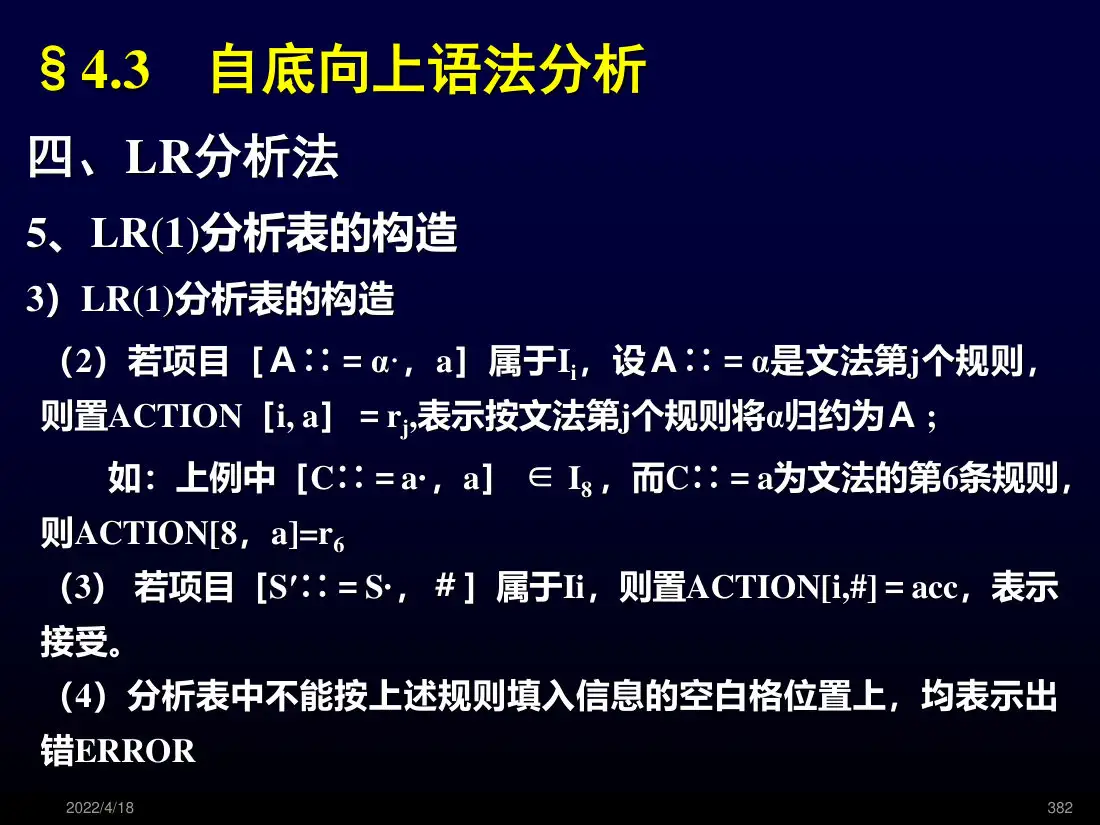 §4.3 自底向上语法分析
四、LR分析法
5、LR(1)分析表的构造
3）LR(1)分析表的构造
（2）若项目［A∷＝α·，a］属于Ii，设A∷＝α是文法第j个规则，
则置ACTION［i, a］＝rj,表示按文法第j个规则将α归约为A；
如：上例中［C∷＝a·，a］ ∈ I8，而C∷＝a为文法的第6条规则，
则ACTION[8，a]=r6
（3） 若项目［S′∷＝S·，＃］属于Ii，则置ACTION[i,#]＝acc，表示
接受。
（4）分析表中不能按上述规则填入信息的空白格位置上，均表示出
错ERROR
2022/4/18
382